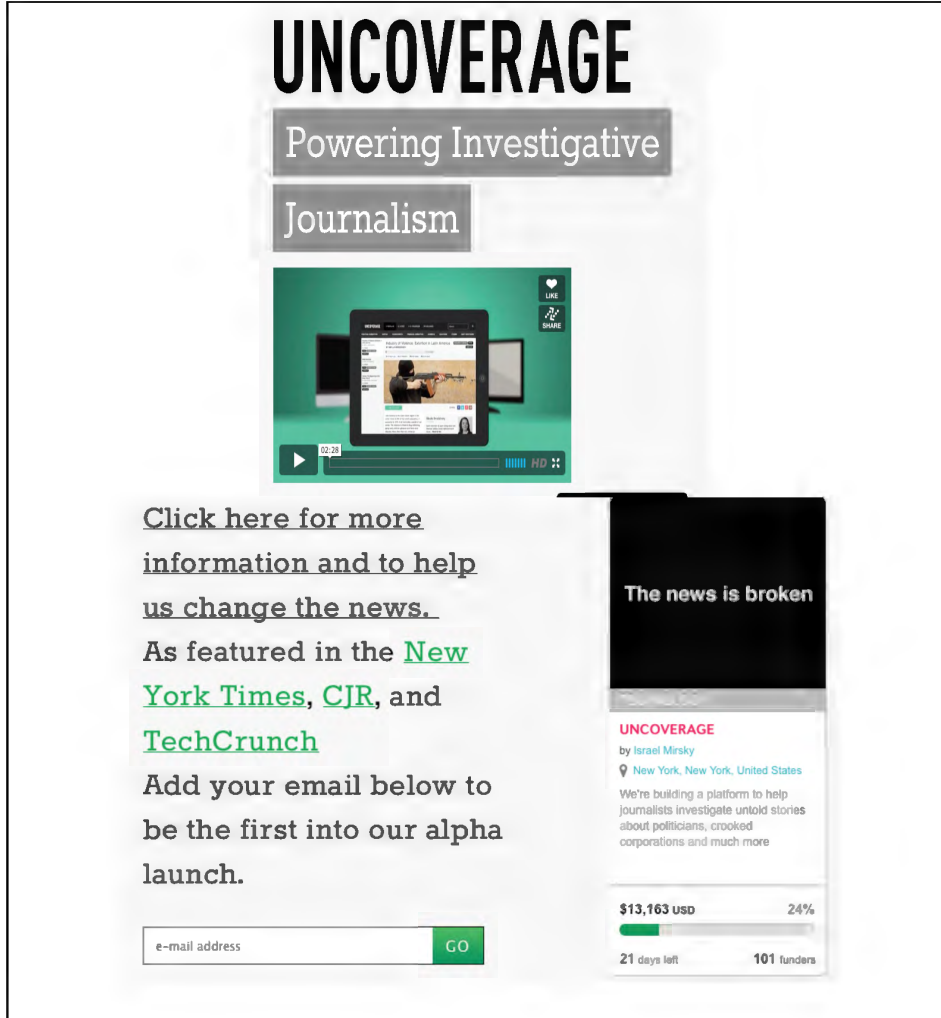 UNCOVERAGE
Powering Investigative
Journalism
LIKE
SHARE
02:28
HD
Click here for more
information and to help
us change the news.
As featured in the New
York Times, CJR, and
TechCrunch
Add your email below to
be the first into our alpha
launch.
e-mail address
GO
The news is broken
UNCOVERAGE
by Israel Mirsky
New York, New York, United States
We're building a platform to help
journalists investigate untold stories
about politicians, crooked
corporations and much more
$13,163 USD 24%
21 days left 101 funders